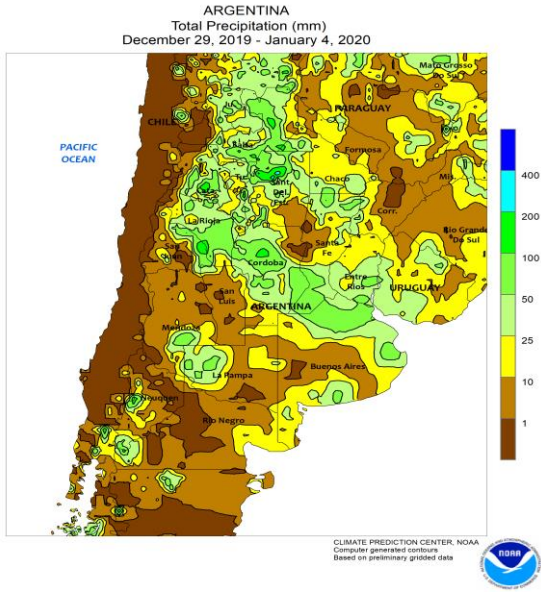 ARGENTINA
Total Precipitation (mm)
December 29, 2019 - January 4, 2020
Mato Grosso
Do Sul
PARAGUAY
CHILE
PACIFIC
OCEAN
Formosa
Chaco
Mis.
Sant
Del
Corr.
La Rioja
Rio Grande
Do Sul
San
Juan
Santa
Fe
Cordoba
Entre
Rios
URUGUAY
San
Luis
ARGENTINA
Mendoza
Buenos Aires
La Pampa
Neuquen
Rio Negro
400
200
100
50
25
10
1
CLIMATE PREDICTION CENTER, NOAA
Computer generated contours
Based on preliminary gridded data
NOAA